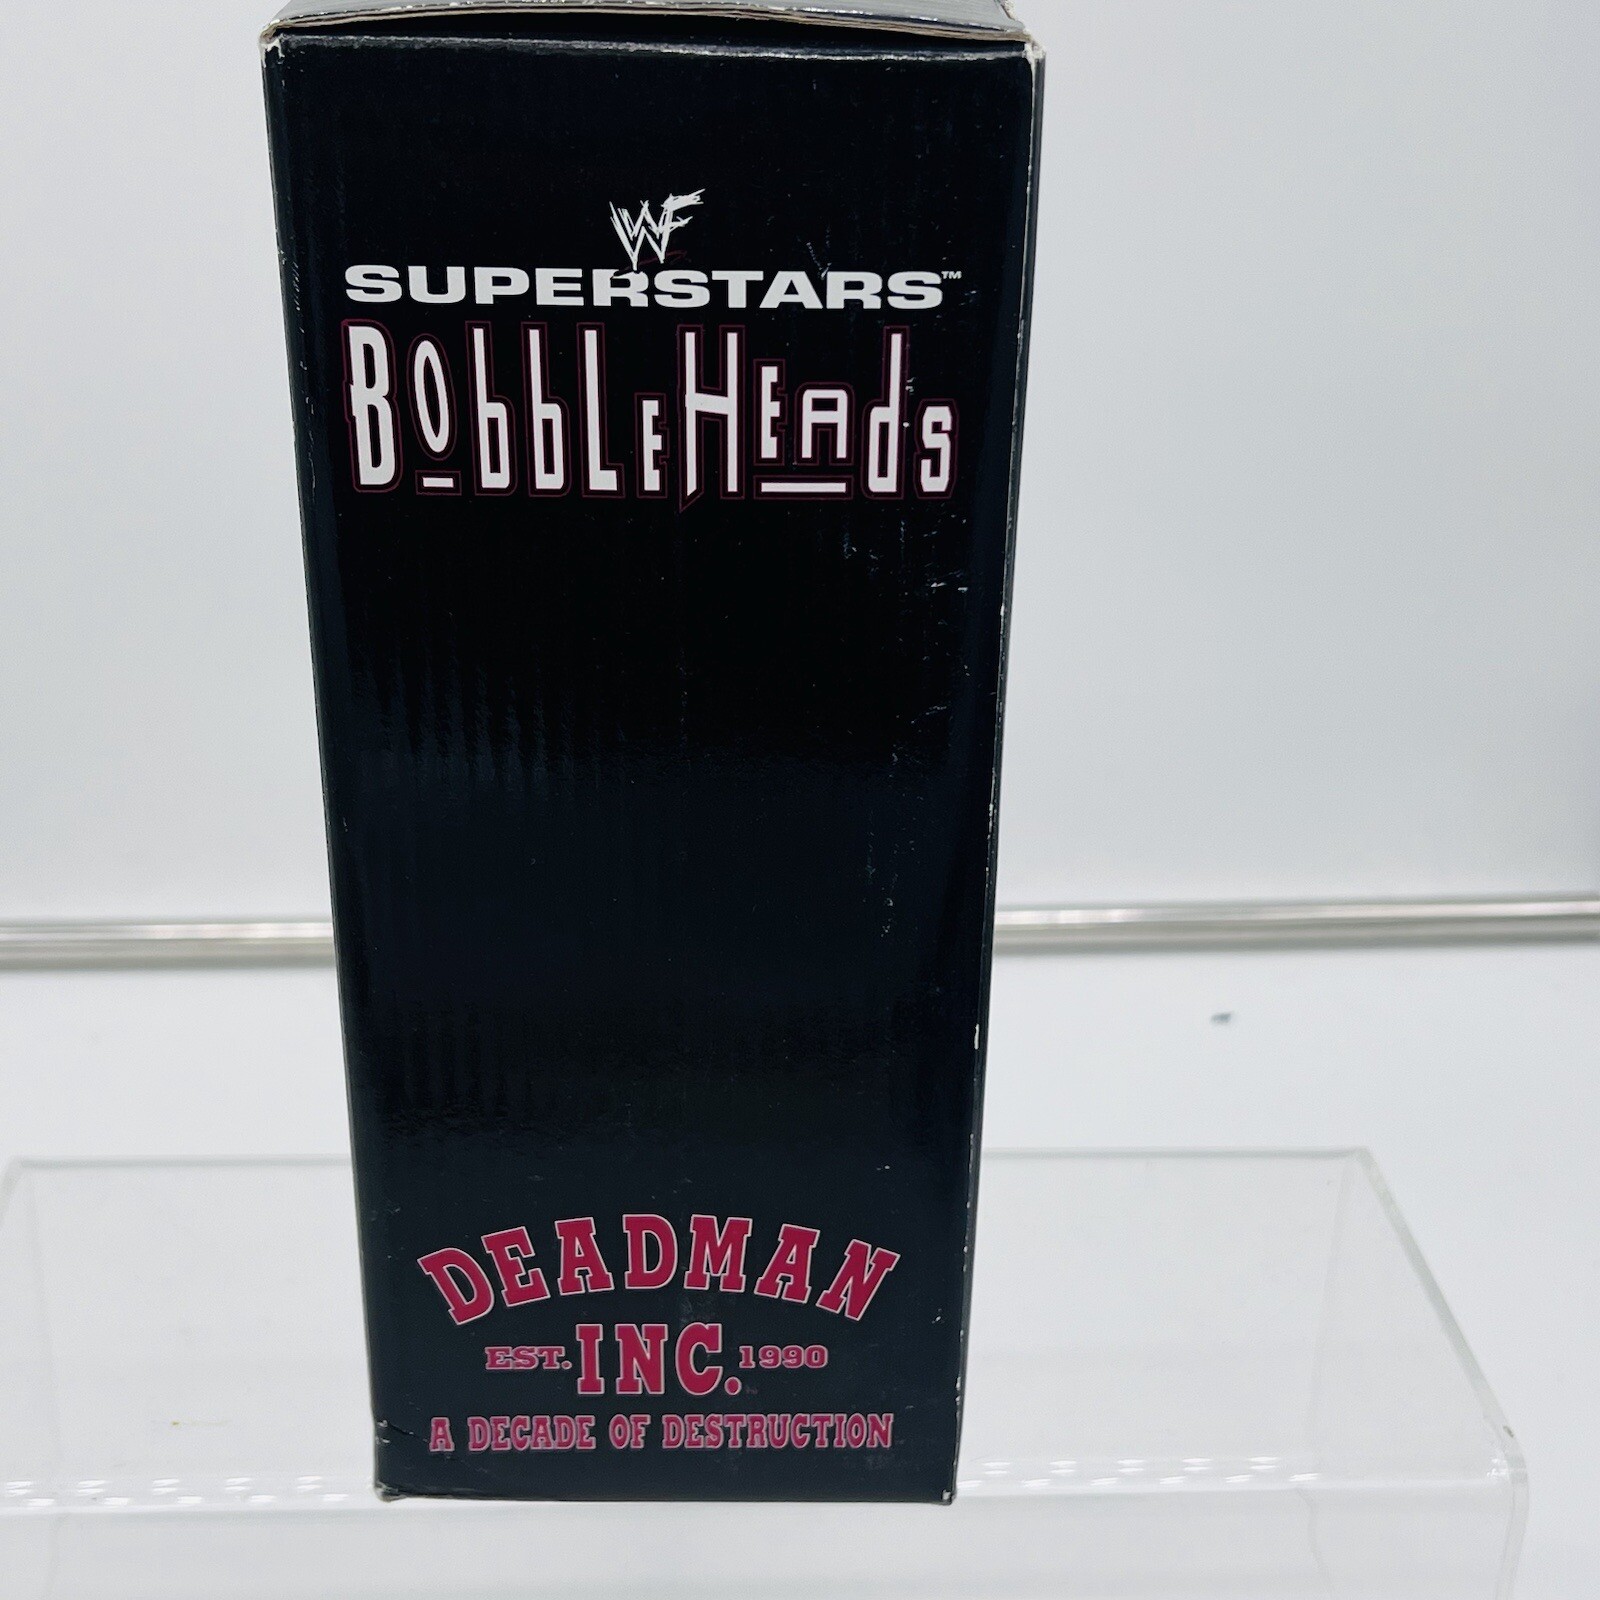 WF
SUPERSTARS™
BobbLEHEAds
DEADMAN
EST. INC. 1990
A DECADE OF DESTRUCTION